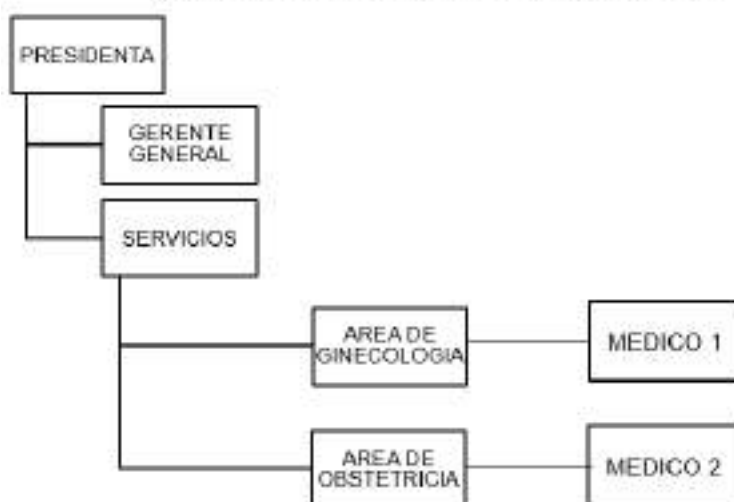 PRESIDENTA
GERENTE
GENERAL
SERVICIOS
AREA DE
GINECOLOGIA
MEDICO 1
AREA DE
OBSTETRICIA
MEDICO 2